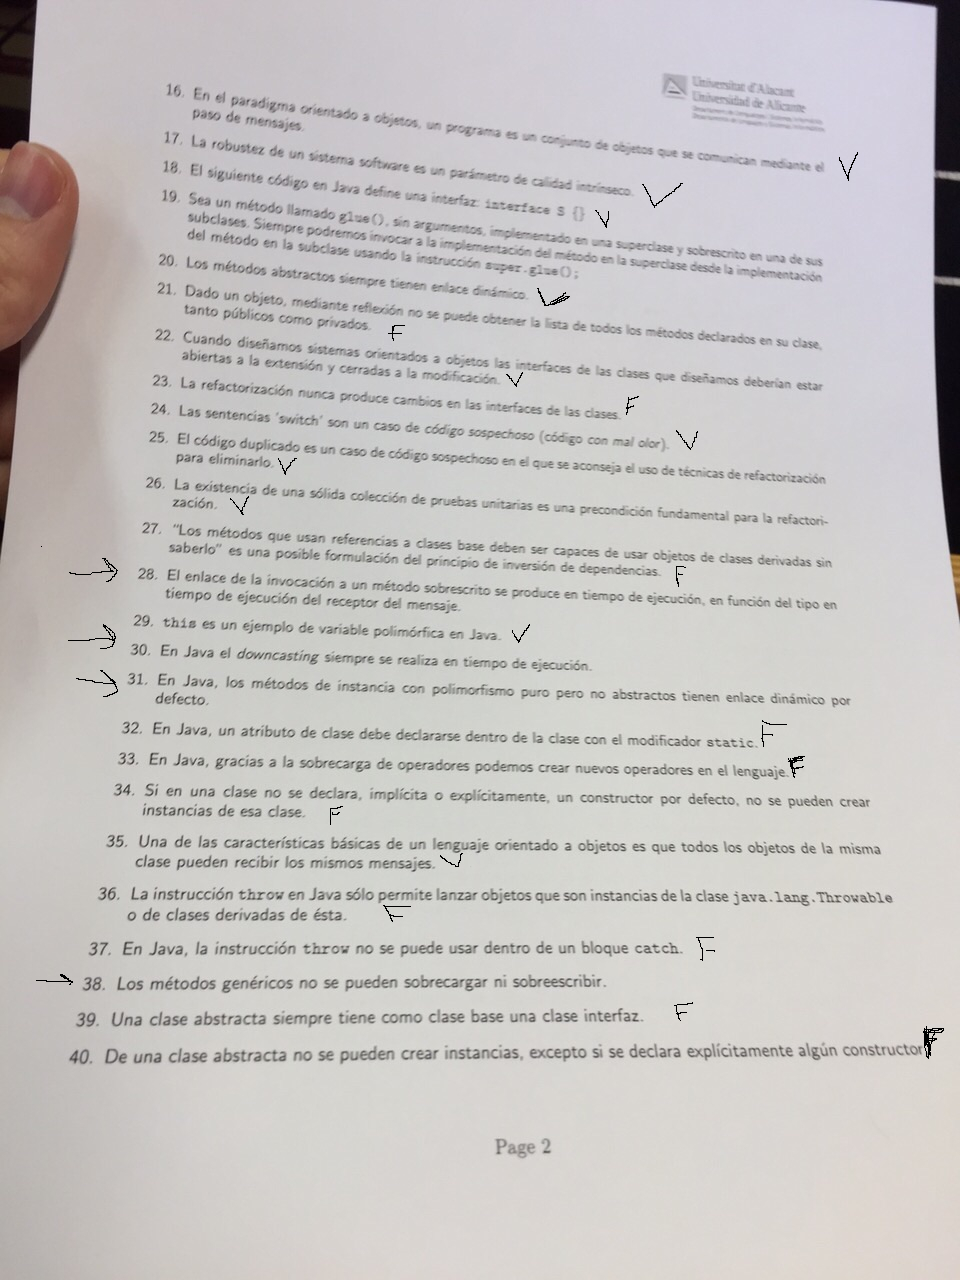 Universitat d'Alacant
Universidad de Alicante
16. En el paradigma orientado a objetos, un programa es un conjunto de objetos que se comunican mediante el V
paso de mensajes.
17. La robustez de un sistema software es un parámetro de calidad intrínseco. V
18. El siguiente código en Java define una interfaz: interface S {} V
19. Sea un método llamado glue(), sin argumentos, implementado en una superclase y sobrescrito en una de sus
subclases. Siempre podremos invocar a la implementación del método en la superclase desde la implementación
del método en la subclase usando la instrucción super.glue();
20. Los métodos abstractos siempre tienen enlace dinámico. V
21. Dado un objeto, mediante reflexión no se puede obtener la lista de todos los métodos declarados en su clase,
tanto públicos como privados. F
22. Cuando diseñamos sistemas orientados a objetos las interfaces de las clases que diseñamos deberían estar
abiertas a la extensión y cerradas a la modificación. V
23. La refactorización nunca produce cambios en las interfaces de las clases. F
24. Las sentencias 'switch' son un caso de código sospechoso (código con mal olor). V
25. El código duplicado es un caso de código sospechoso en el que se aconseja el uso de técnicas de refactorización
para eliminarlo. V
26. La existencia de una sólida colección de pruebas unitarias es una precondición fundamental para la refactori-
zación. V
27. "Los métodos que usan referencias a clases base deben ser capaces de usar objetos de clases derivadas sin
saberlo" es una posible formulación del principio de inversión de dependencias. F
28. El enlace de la invocación a un método sobrescrito se produce en tiempo de ejecución, en función del tipo en
tiempo de ejecución del receptor del mensaje.
29. this es un ejemplo de variable polimórfica en Java. V
30. En Java el downcasting siempre se realiza en tiempo de ejecución.
31. En Java, los métodos de instancia con polimorfismo puro pero no abstractos tienen enlace dinámico por
defecto.
32. En Java, un atributo de clase debe declararse dentro de la clase con el modificador static. F
33. En Java, gracias a la sobrecarga de operadores podemos crear nuevos operadores en el lenguaje. F
34. Si en una clase no se declara, implícita o explícitamente, un constructor por defecto, no se pueden crear
instancias de esa clase. F
35. Una de las características básicas de un lenguaje orientado a objetos es que todos los objetos de la misma
clase pueden recibir los mismos mensajes. V
36. La instrucción throw en Java sólo permite lanzar objetos que son instancias de la clase java.lang.Throwable
o de clases derivadas de ésta. F
37. En Java, la instrucción throw no se puede usar dentro de un bloque catch. F
38. Los métodos genéricos no se pueden sobrecargar ni sobreescribir.
39. Una clase abstracta siempre tiene como clase base una clase interfaz. F
40. De una clase abstracta no se pueden crear instancias, excepto si se declara explícitamente algún constructor F
Page 2